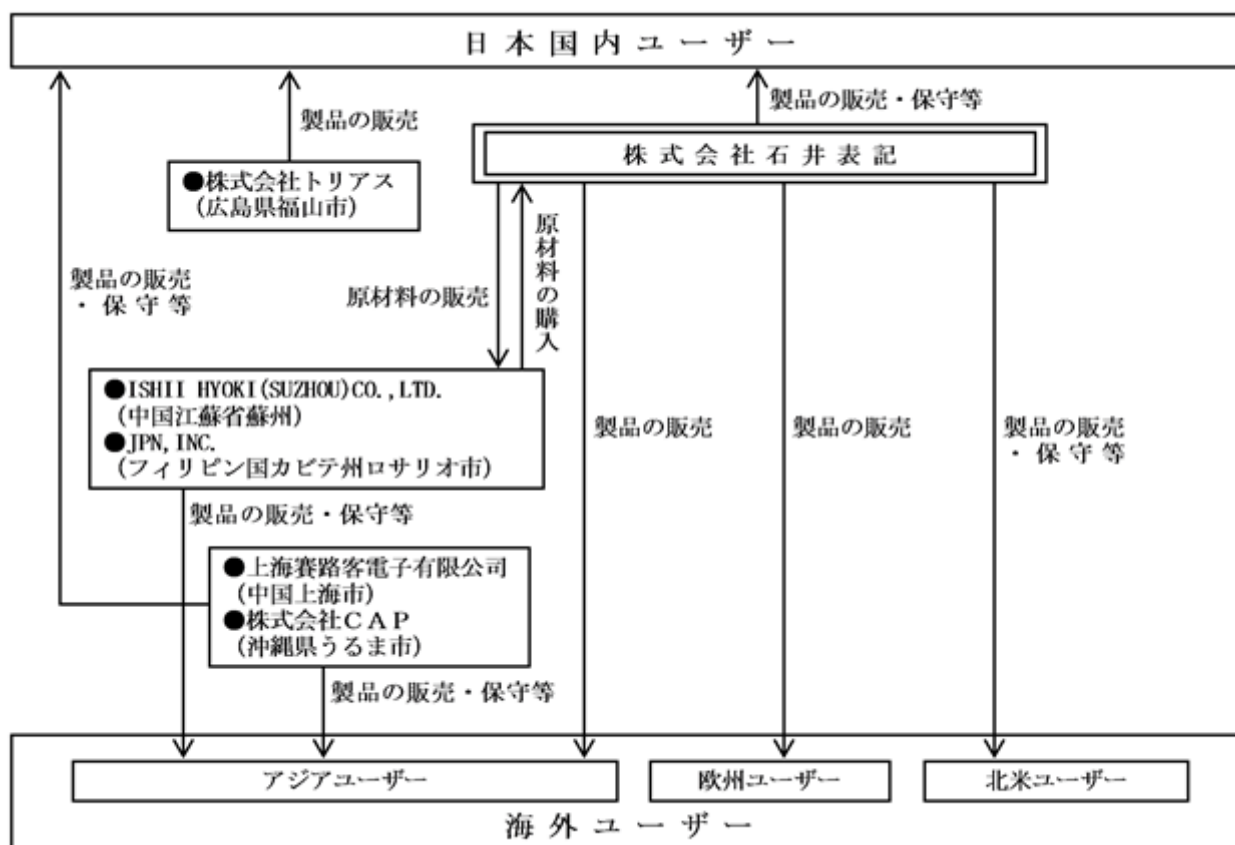 日本国内ユーザー
製品の販売・保守等
製品の販売
株式会社石井表記
●株式会社トリアス
(広島県福山市)
製品の販売
・保守等
原材料の販売
原材料の購入
●ISHII HYOKI(SUZHOU)CO.,LTD.
(中国江蘇省蘇州)
●JPN,INC.
(フィリピン国カビテ州ロサリオ市)
製品の販売
製品の販売
製品の販売
・保守等
製品の販売・保守等
●上海賽路客電子有限公司
(中国上海市)
●株式会社CAP
(沖縄県うるま市)
製品の販売・保守等
アジアユーザー
欧州ユーザー
北米ユーザー
海外ユーザー